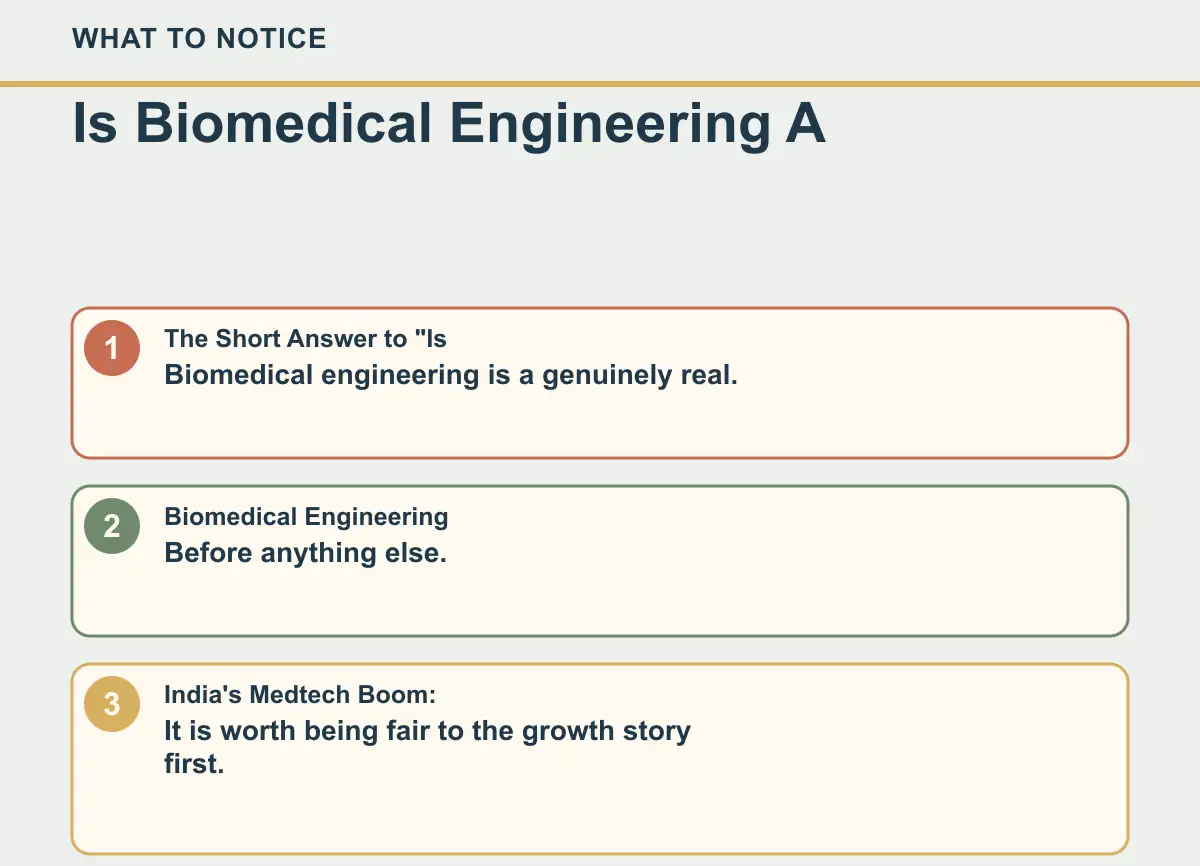 WHAT TO NOTICE
Is Biomedical Engineering A
1
The Short Answer to "Is
Biomedical engineering is a genuinely real.
2
Biomedical Engineering
Before anything else.
3
India's Medtech Boom:
It is worth being fair to the growth story
first.